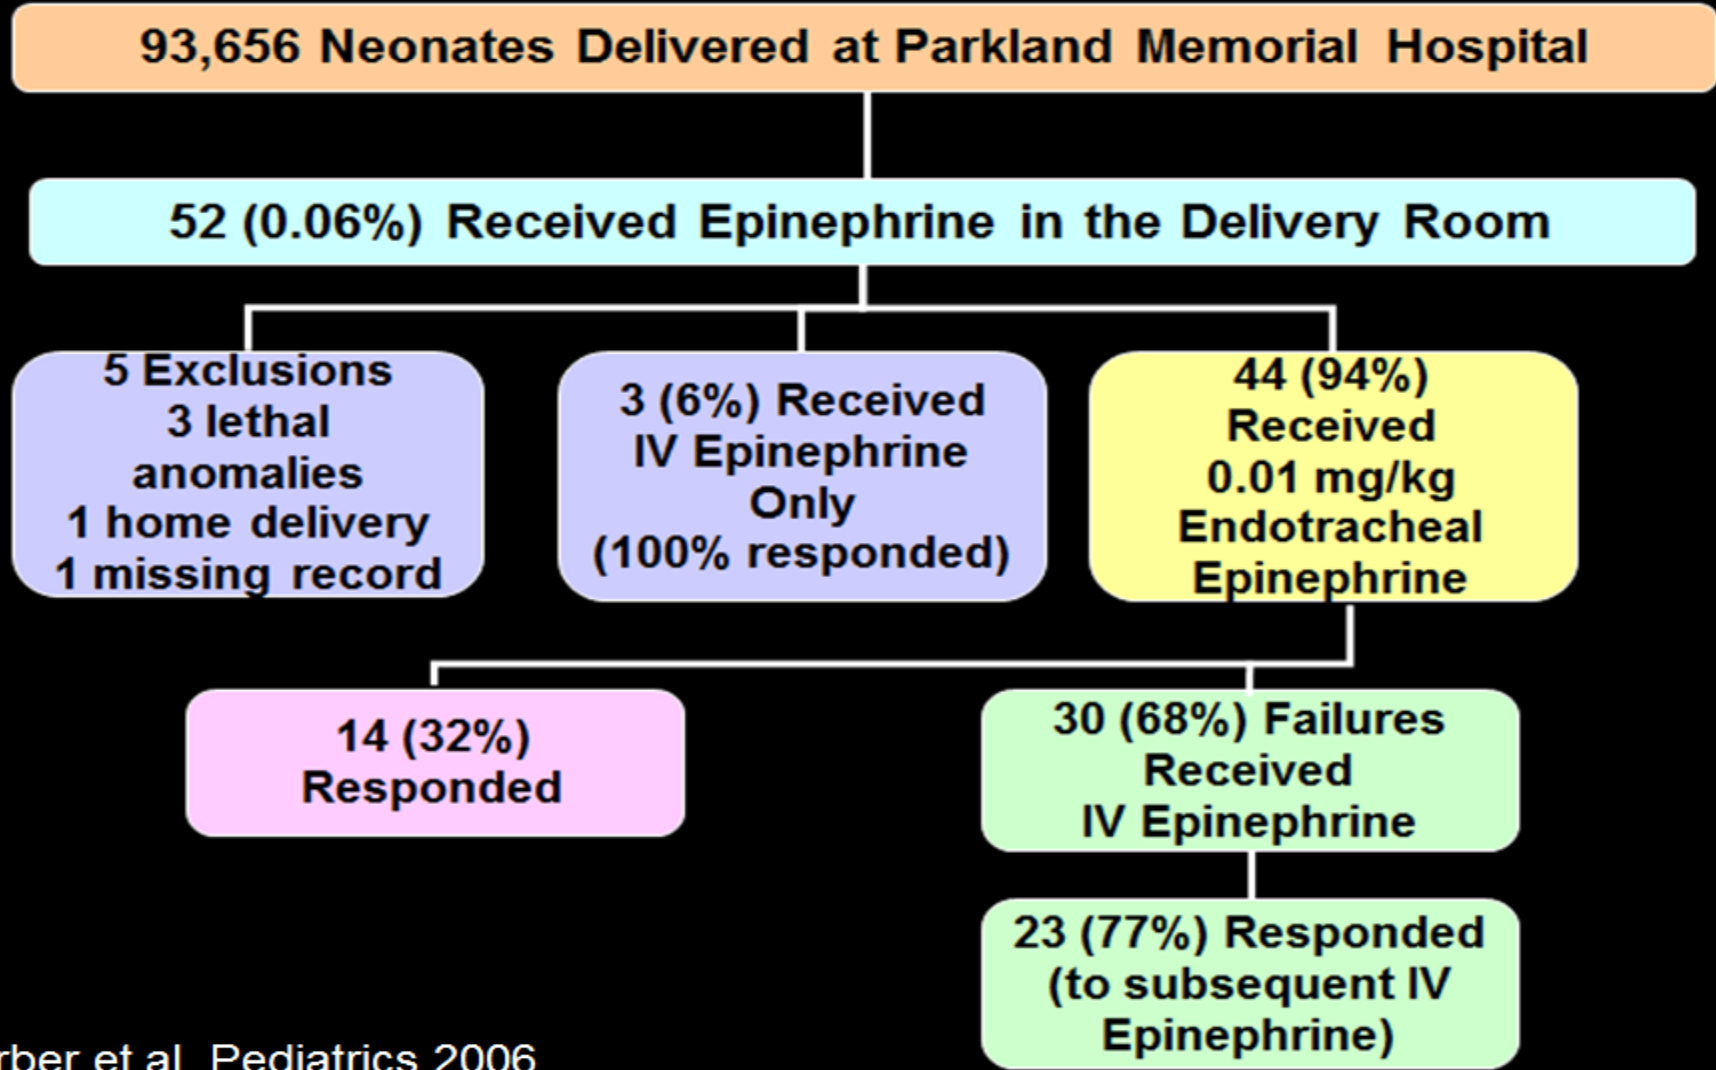 93,656 Neonates Delivered at Parkland Memorial Hospital
52 (0.06%) Received Epinephrine in the Delivery Room
5 Exclusions
3 lethal
anomalies
1 home delivery
1 missing record
3 (6%) Received
IV Epinephrine
Only
(100% responded)
44 (94%)
Received
0.01 mg/kg
Endotracheal
Epinephrine
14 (32%)
Responded
30 (68%) Failures
Received
IV Epinephrine
23 (77%) Responded
(to subsequent IV
Epinephrine)
rber et al Pediatrics 2006